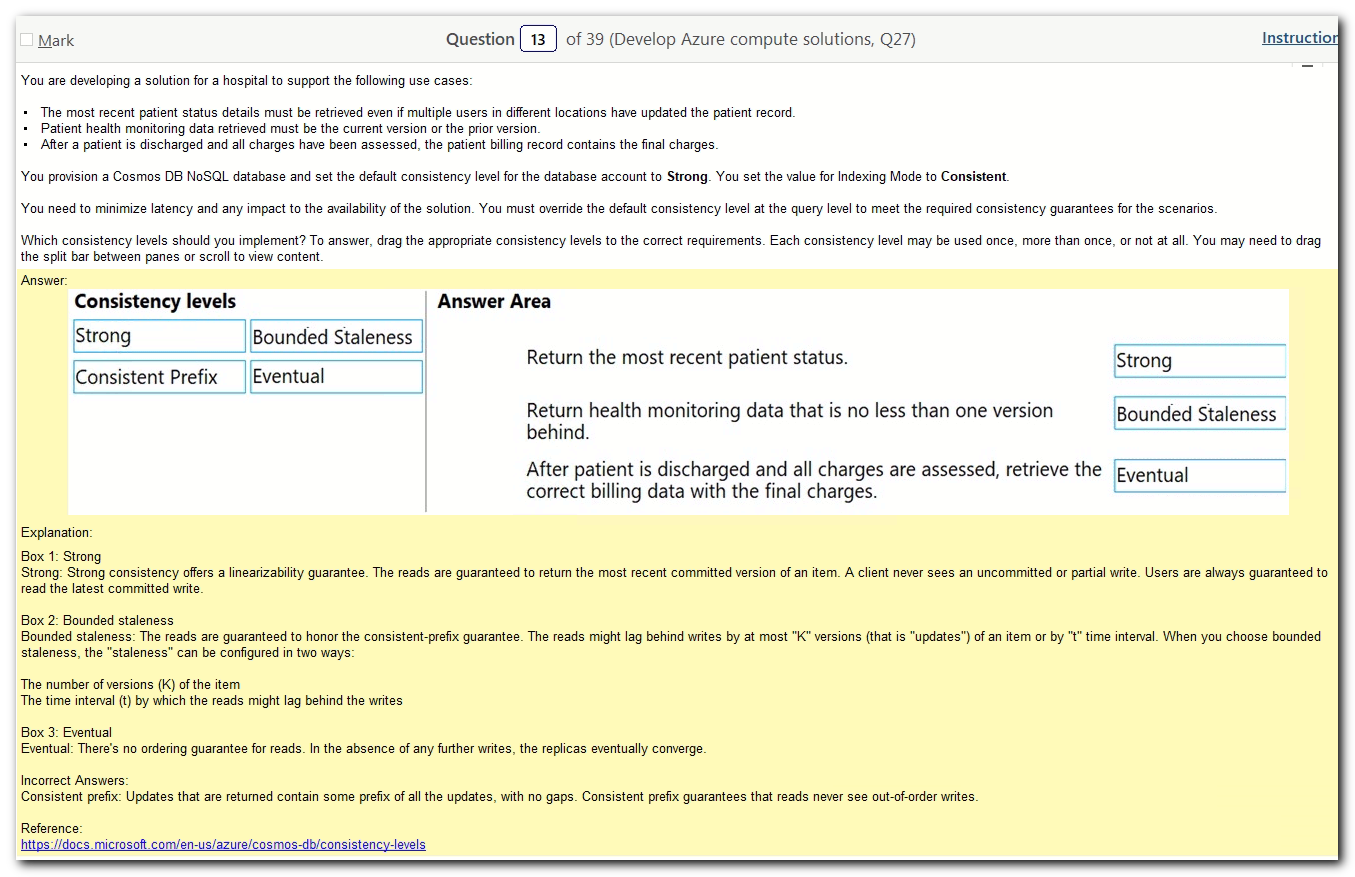 Mark
Question 13 of 39 (Develop Azure compute solutions, Q27)
Instruction
You are developing a solution for a hospital to support the following use cases:
▪ The most recent patient status details must be retrieved even if multiple users in different locations have updated the patient record.
▪ Patient health monitoring data retrieved must be the current version or the prior version.
▪ After a patient is discharged and all charges have been assessed, the patient billing record contains the final charges.
You provision a Cosmos DB NoSQL database and set the default consistency level for the database account to Strong. You set the value for Indexing Mode to Consistent.
You need to minimize latency and any impact to the availability of the solution. You must override the default consistency level at the query level to meet the required consistency guarantees for the scenarios.
Which consistency levels should you implement? To answer, drag the appropriate consistency levels to the correct requirements. Each consistency level may be used once, more than once, or not at all. You may need to drag
the split bar between panes or scroll to view content.
Answer:
Consistency levels
Strong
Bounded Staleness
Consistent Prefix
Eventual
Answer Area
Return the most recent patient status.
Strong
Return health monitoring data that is no less than one version
behind.
Bounded Staleness
After patient is discharged and all charges are assessed, retrieve the
correct billing data with the final charges.
Eventual
Explanation:
Box 1: Strong
Strong: Strong consistency offers a linearizability guarantee. The reads are guaranteed to return the most recent committed version of an item. A client never sees an uncommitted or partial write. Users are always guaranteed to
read the latest committed write.
Box 2: Bounded staleness
Bounded staleness: The reads are guaranteed to honor the consistent-prefix guarantee. The reads might lag behind writes by at most "K" versions (that is "updates") of an item or by "t" time interval. When you choose bounded
staleness, the "staleness" can be configured in two ways:
The number of versions (K) of the item
The time interval (t) by which the reads might lag behind the writes
Box 3: Eventual
Eventual: There's no ordering guarantee for reads. In the absence of any further writes, the replicas eventually converge.
Incorrect Answers:
Consistent prefix: Updates that are returned contain some prefix of all the updates, with no gaps. Consistent prefix guarantees that reads never see out-of-order writes.
Reference:
https://docs.microsoft.com/en-us/azure/cosmos-db/consistency-levels